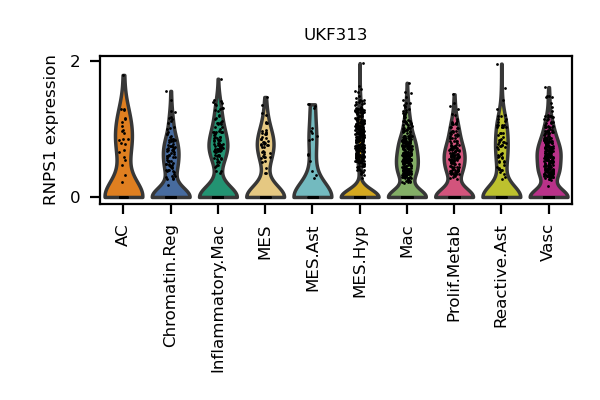 UKF313
RNPS1 expression
2
0
AC
Chromatin.Reg
Inflammatory.Mac
MES
MES.Ast
MES.Hyp
Mac
Prolif.Metab
Reactive.Ast
Vasc